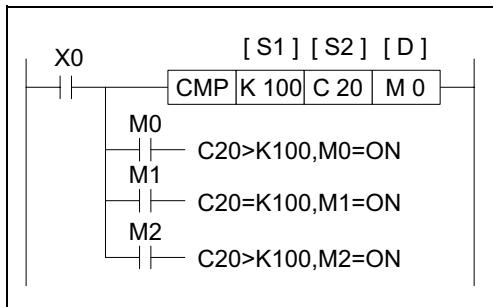 X0
[ S1 ] [ S2 ] [ D ]
CMP K 100 C 20 M 0
M0
C20>K100,M0=ON
M1
C20=K100,M1=ON
M2
C20>K100,M2=ON